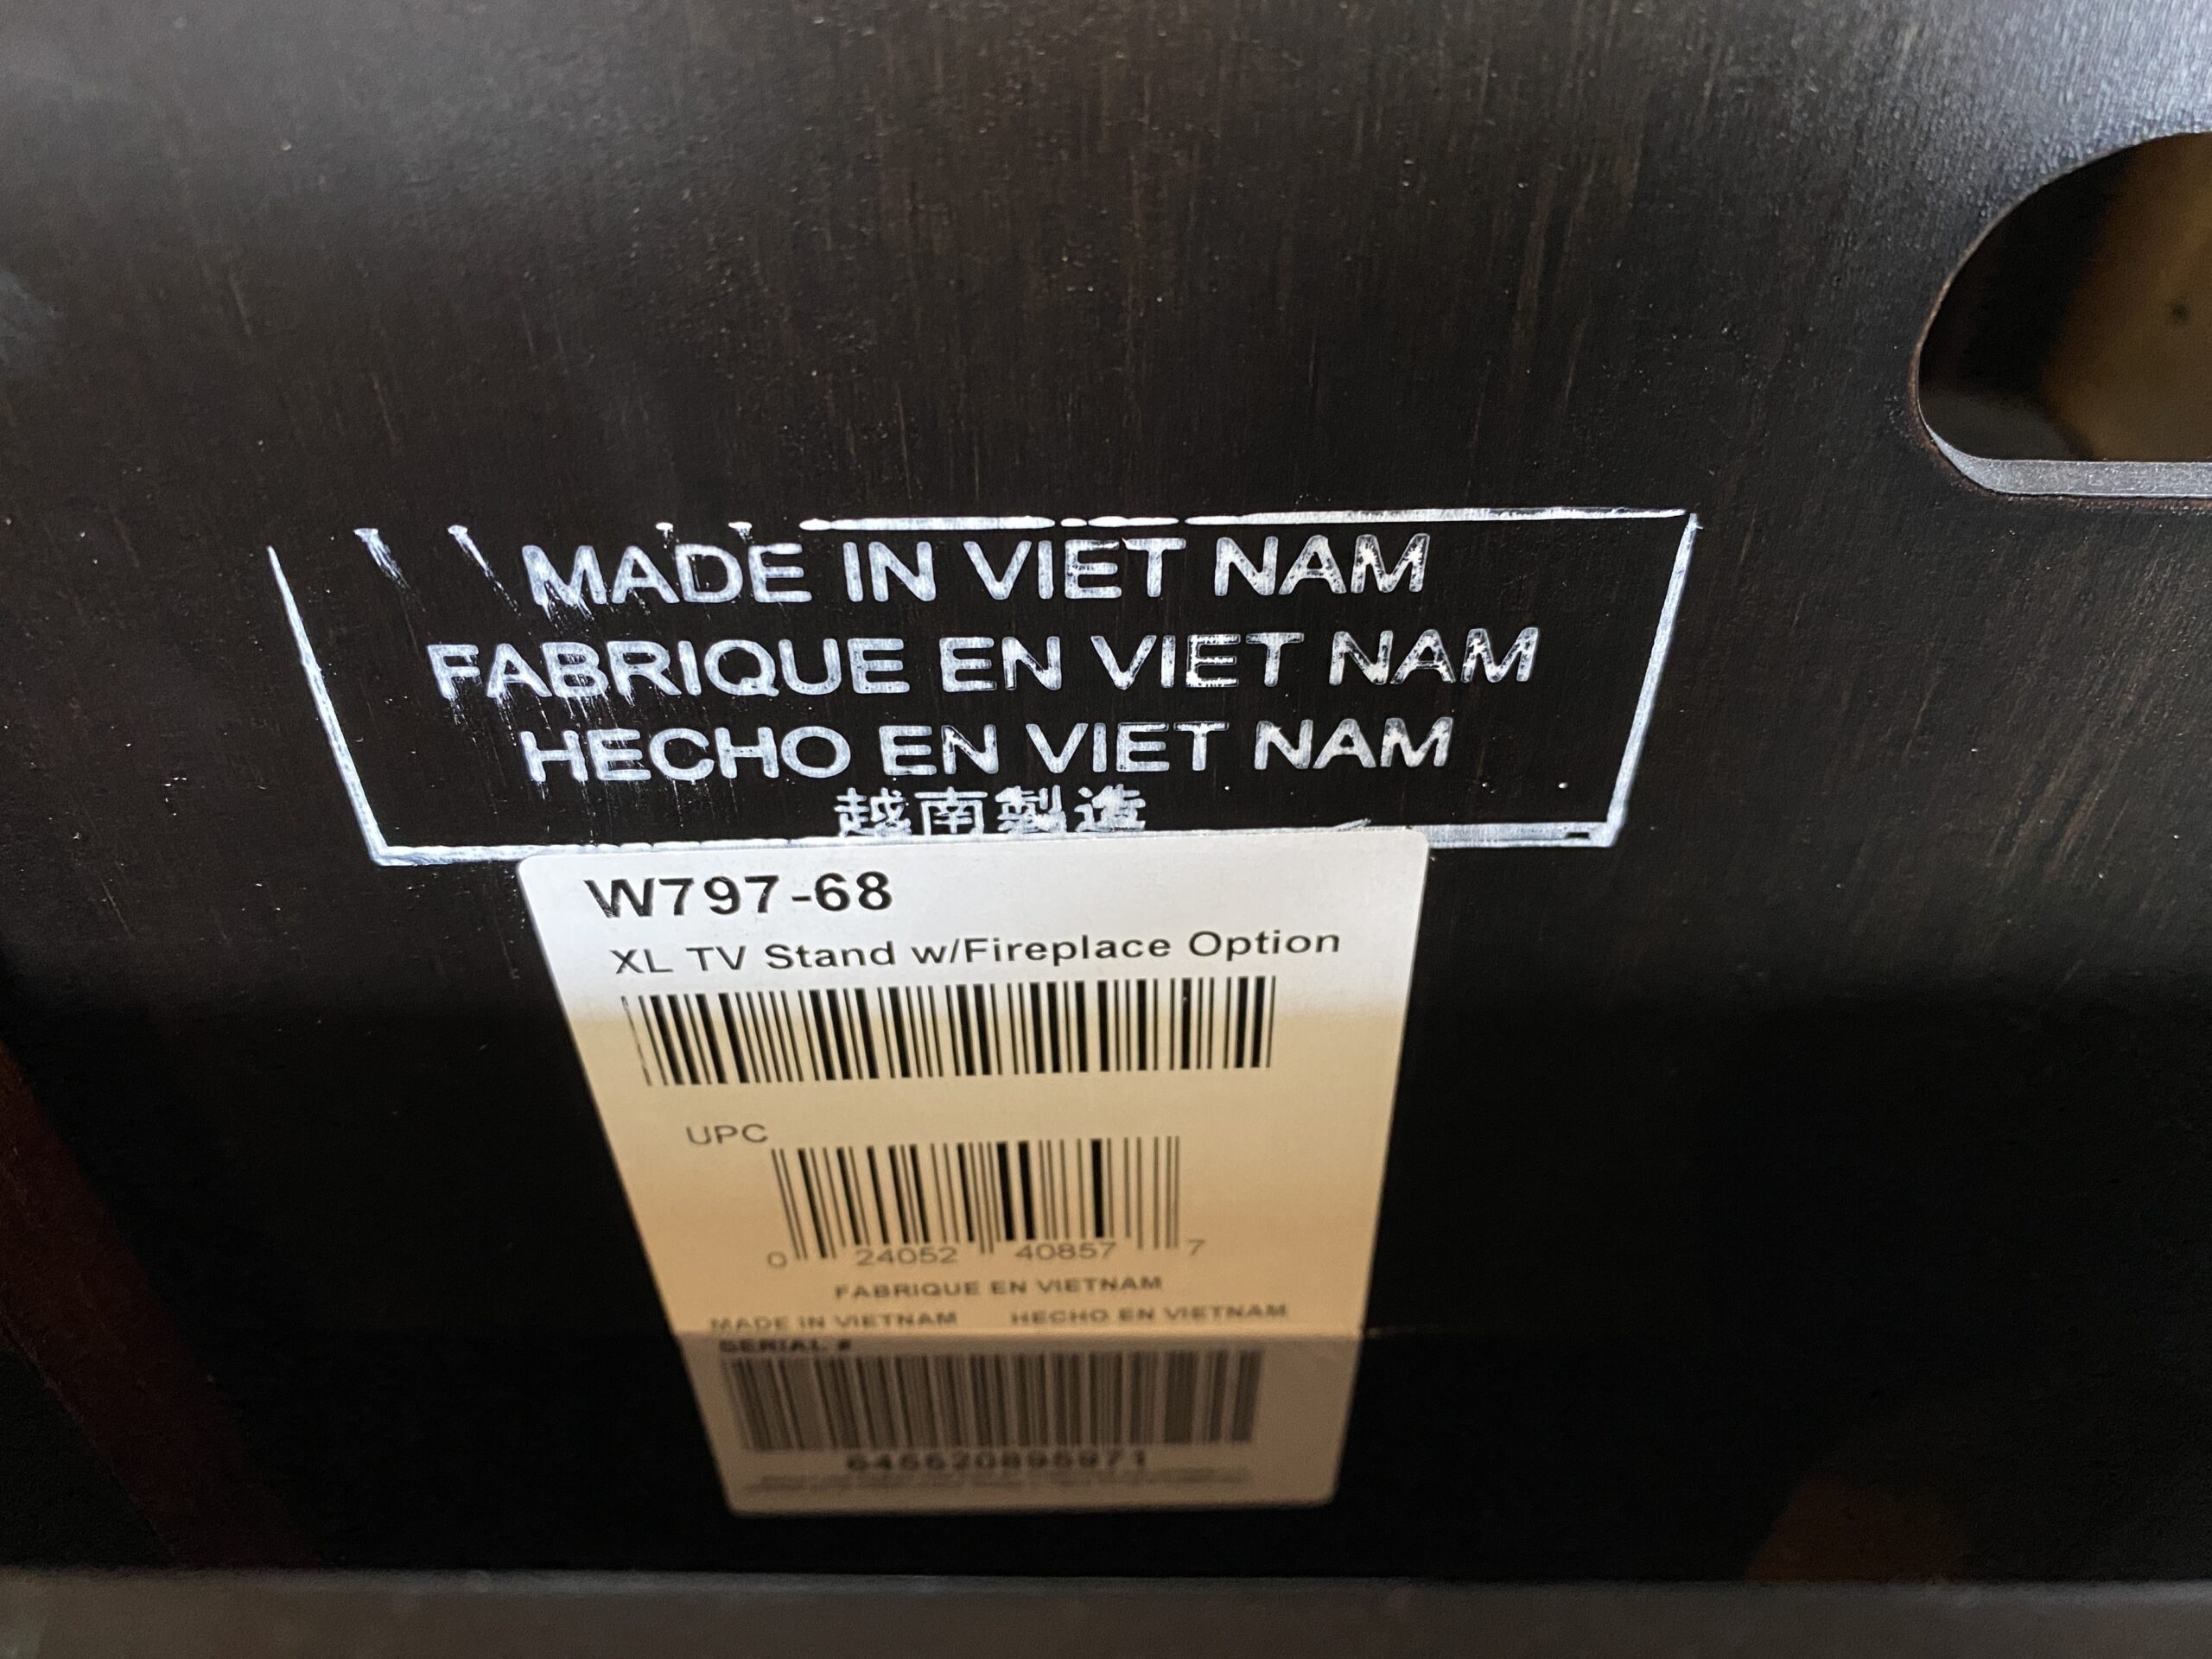 MADE IN VIET NAM
FABRIQUE EN VIET NAM
HECHO EN VIET NAM
越南製造
W797-68
XL TV Stand w/Fireplace Option
UPC
0 24052 40857 7
FABRIQUE EN VIETNAM
MADE IN VIETNAM HECHO EN VIETNAM
SERIAL #